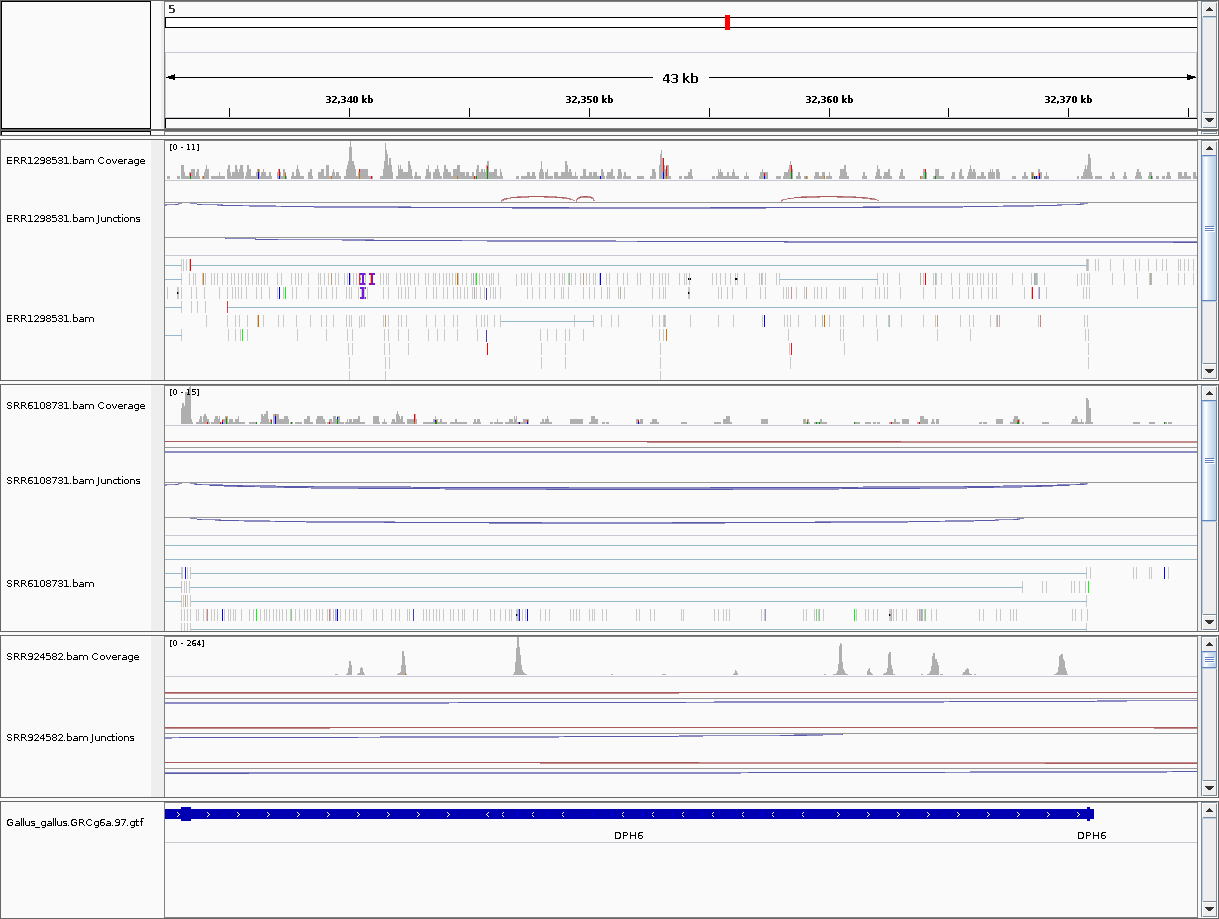 5
43 kb
32,340 kb 32,350 kb 32,360 kb 32,370 kb
[0 - 11]
ERR1298531.bam Coverage
ERR1298531.bam Junctions
ERR1298531.bam
[0 - 15]
SRR6108731.bam Coverage
SRR6108731.bam Junctions
SRR6108731.bam
[0 - 264]
SRR924582.bam Coverage
SRR924582.bam Junctions
Gallus_gallus.GRCg6a.97.gtf
DPH6 DPH6